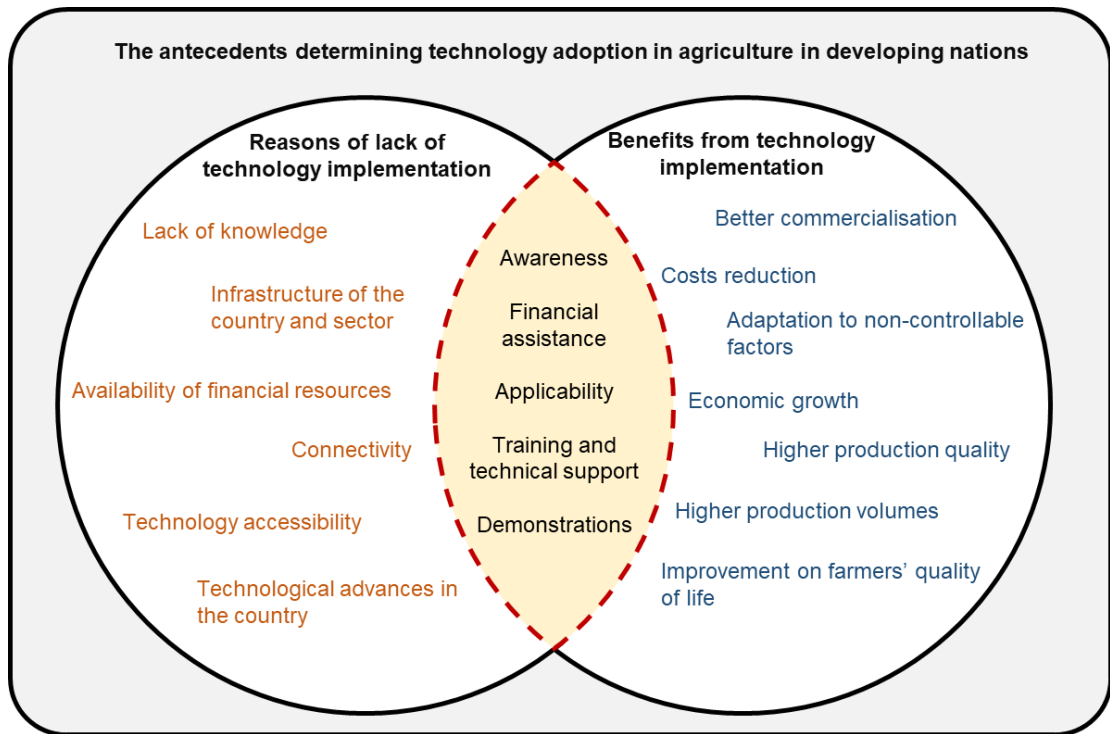 The antecedents determining technology adoption in agriculture in developing nations
Reasons of lack of
technology implementation
Lack of knowledge
Infrastructure of the
country and sector
Availability of financial resources
Connectivity
Technology accessibility
Technological advances in
the country
Awareness
Financial
assistance
Applicability
Training and
technical support
Demonstrations
Benefits from technology
implementation
Better commercialisation
Costs reduction
Adaptation to non-controllable
factors
Economic growth
Higher production quality
Higher production volumes
Improvement on farmers’ quality
of life